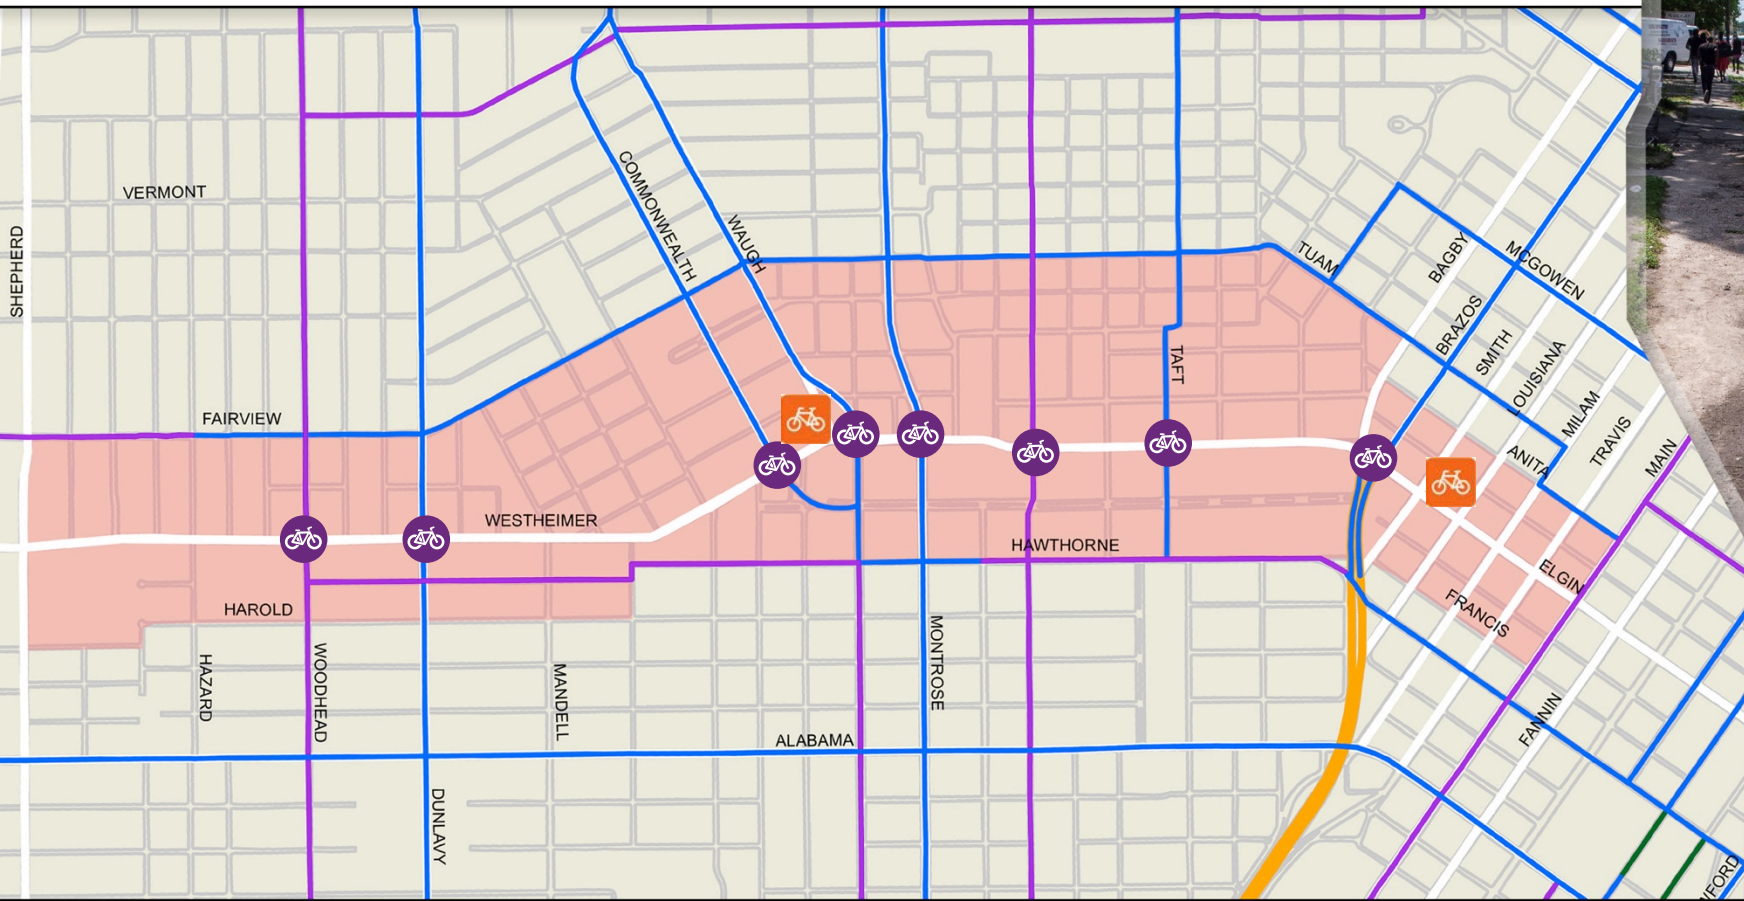 VERMONT
SHEPHERD
COMMONWEALTH
WAUGH
TUAM
BAGBY
MCGOWEN
BRAZOS
SMITH
LOUISIANA
MILAM
TRAVIS
MAIN
ANITA
TAFT
FAIRVIEW
WESTHEIMER
HAWTHORNE
ELGIN
FRANCIS
HAROLD
HAZARD
WOODHEAD
MANDELL
MONTROSE
FANNIN
ALABAMA
DUNLAVY